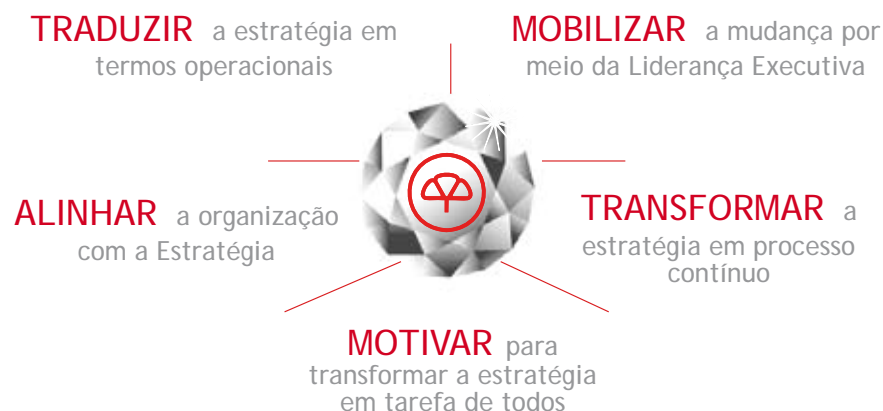 TRADUZIR a estratégia em
termos operacionais
MOBILIZAR a mudança por
meio da Liderança Executiva
ALINHAR a organização
com a Estratégia
TRANSFORMAR a
estratégia em processo
contínuo
MOTIVAR para
transformar a estratégia
em tarefa de todos